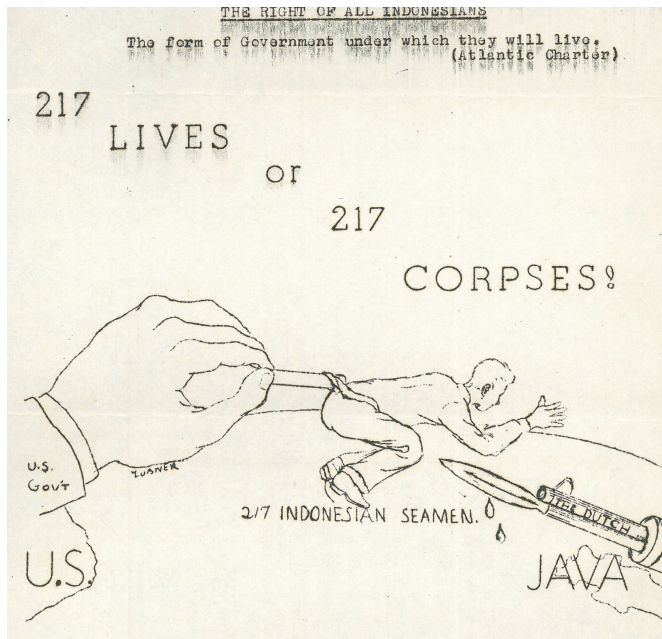 THE RIGHT OF ALL INDONESIANS
The form of Government under which they will live.
(Atlantic Charter)
217
LIVES
or
217
CORPSES!
U.S.
GOV'T
LUBNER
217 INDONESIAN SEAMEN.
THE DUTCH
U.S.
JAVA